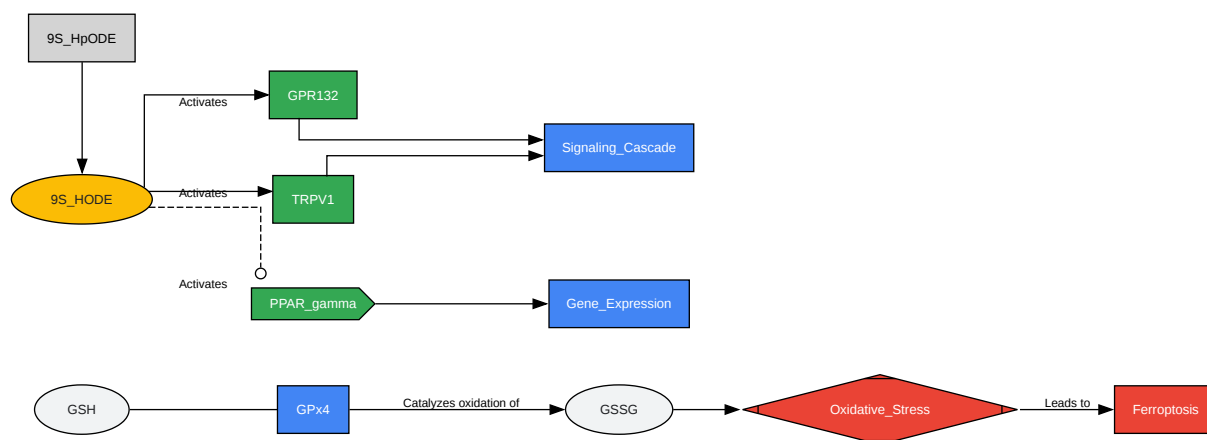 9S_HpODE
Activates
GPR132
Signaling_Cascade
9S_HODE
Activates
TRPV1
Activates
PPAR_gamma
Gene_Expression
GSH
GPx4
Catalyzes oxidation of
GSSG
Oxidative_Stress
Leads to
Ferroptosis